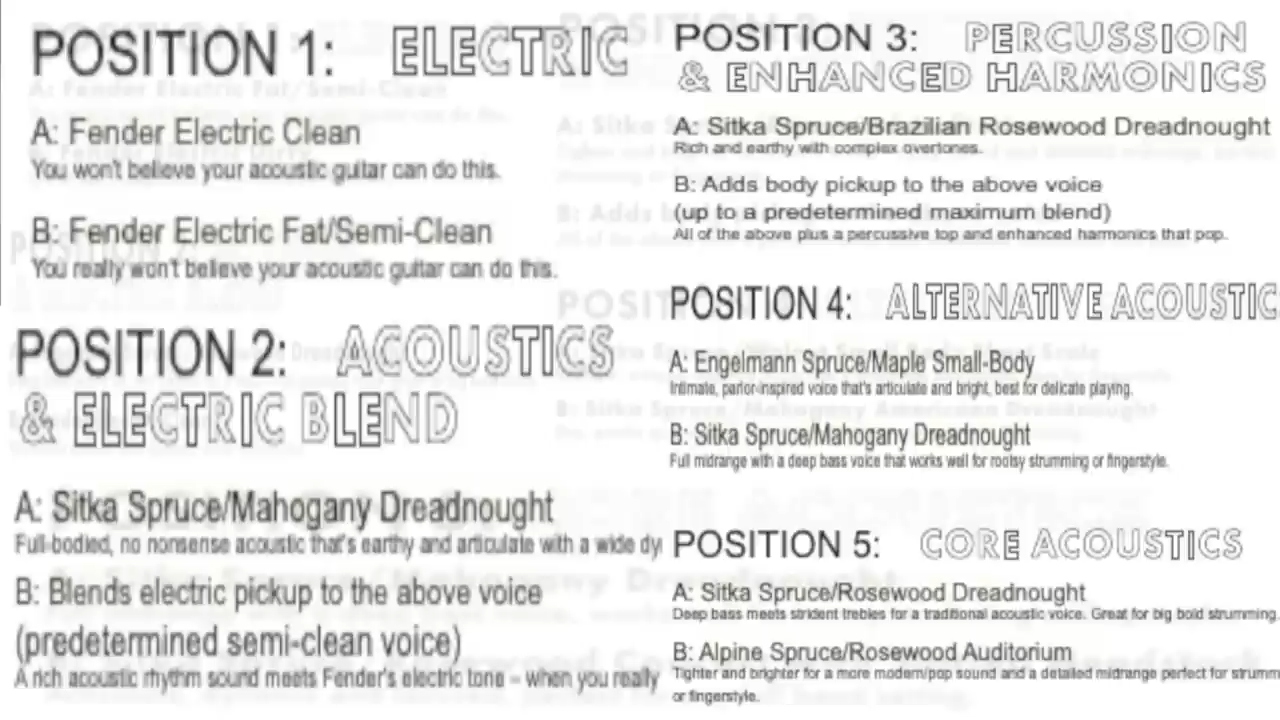 POSITION 1: ELECTRIC
A: Fender Electric Clean
You won't believe your acoustic guitar can do this.
B: Fender Electric Fat/Semi-Clean
You really won't believe your acoustic guitar can do this.
POSITION 2: ACOUSTICS
& ELECTRIC BLEND
A: Sitka Spruce/Mahogany Dreadnought
Full-bodied, no nonsense acoustic that's earthy and articulate with a wide dy
B: Blends electric pickup to the above voice
(predetermined semi-clean voice)
A rich acoustic rhythm sound meets Fender's electric tone – when you really
POSITION 3: PERCUSSION
& ENHANCED HARMONICS
A: Sitka Spruce/Brazilian Rosewood Dreadnought
Rich and earthy with complex overtones.
B: Adds body pickup to the above voice
(up to a predetermined maximum blend)
All of the above plus a percussive top and enhanced harmonics that pop.
POSITION 4: ALTERNATIVE ACOUSTIC
A: Engelmann Spruce/Maple Small-Body
Intimate, parlor-inspired voice that's articulate and bright, best for delicate playing.
B: Sitka Spruce/Mahogany Dreadnought
Full midrange with a deep bass voice that works well for rootsy strumming or fingerstyle.
POSITION 5: CORE ACOUSTICS
A: Sitka Spruce/Rosewood Dreadnought
Deep bass meets strident trebles for a traditional acoustic voice. Great for big bold strumming.
B: Alpine Spruce/Rosewood Auditorium
Tighter and brighter for a more modern/pop sound and a detailed midrange perfect for strumm
or fingerstyle.